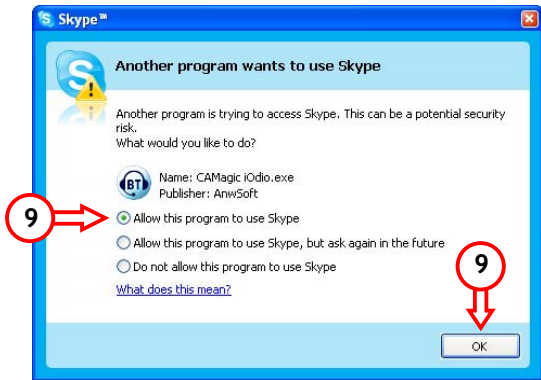 Skype™
Another program wants to use Skype
Another program is trying to access Skype. This can be a potential security
risk.
What would you like to do?
BT
Name: CAMagic iOdio.exe
Publisher: AnwSoft
9
Allow this program to use Skype
Allow this program to use Skype, but ask again in the future
Do not allow this program to use Skype
9
What does this mean?
OK